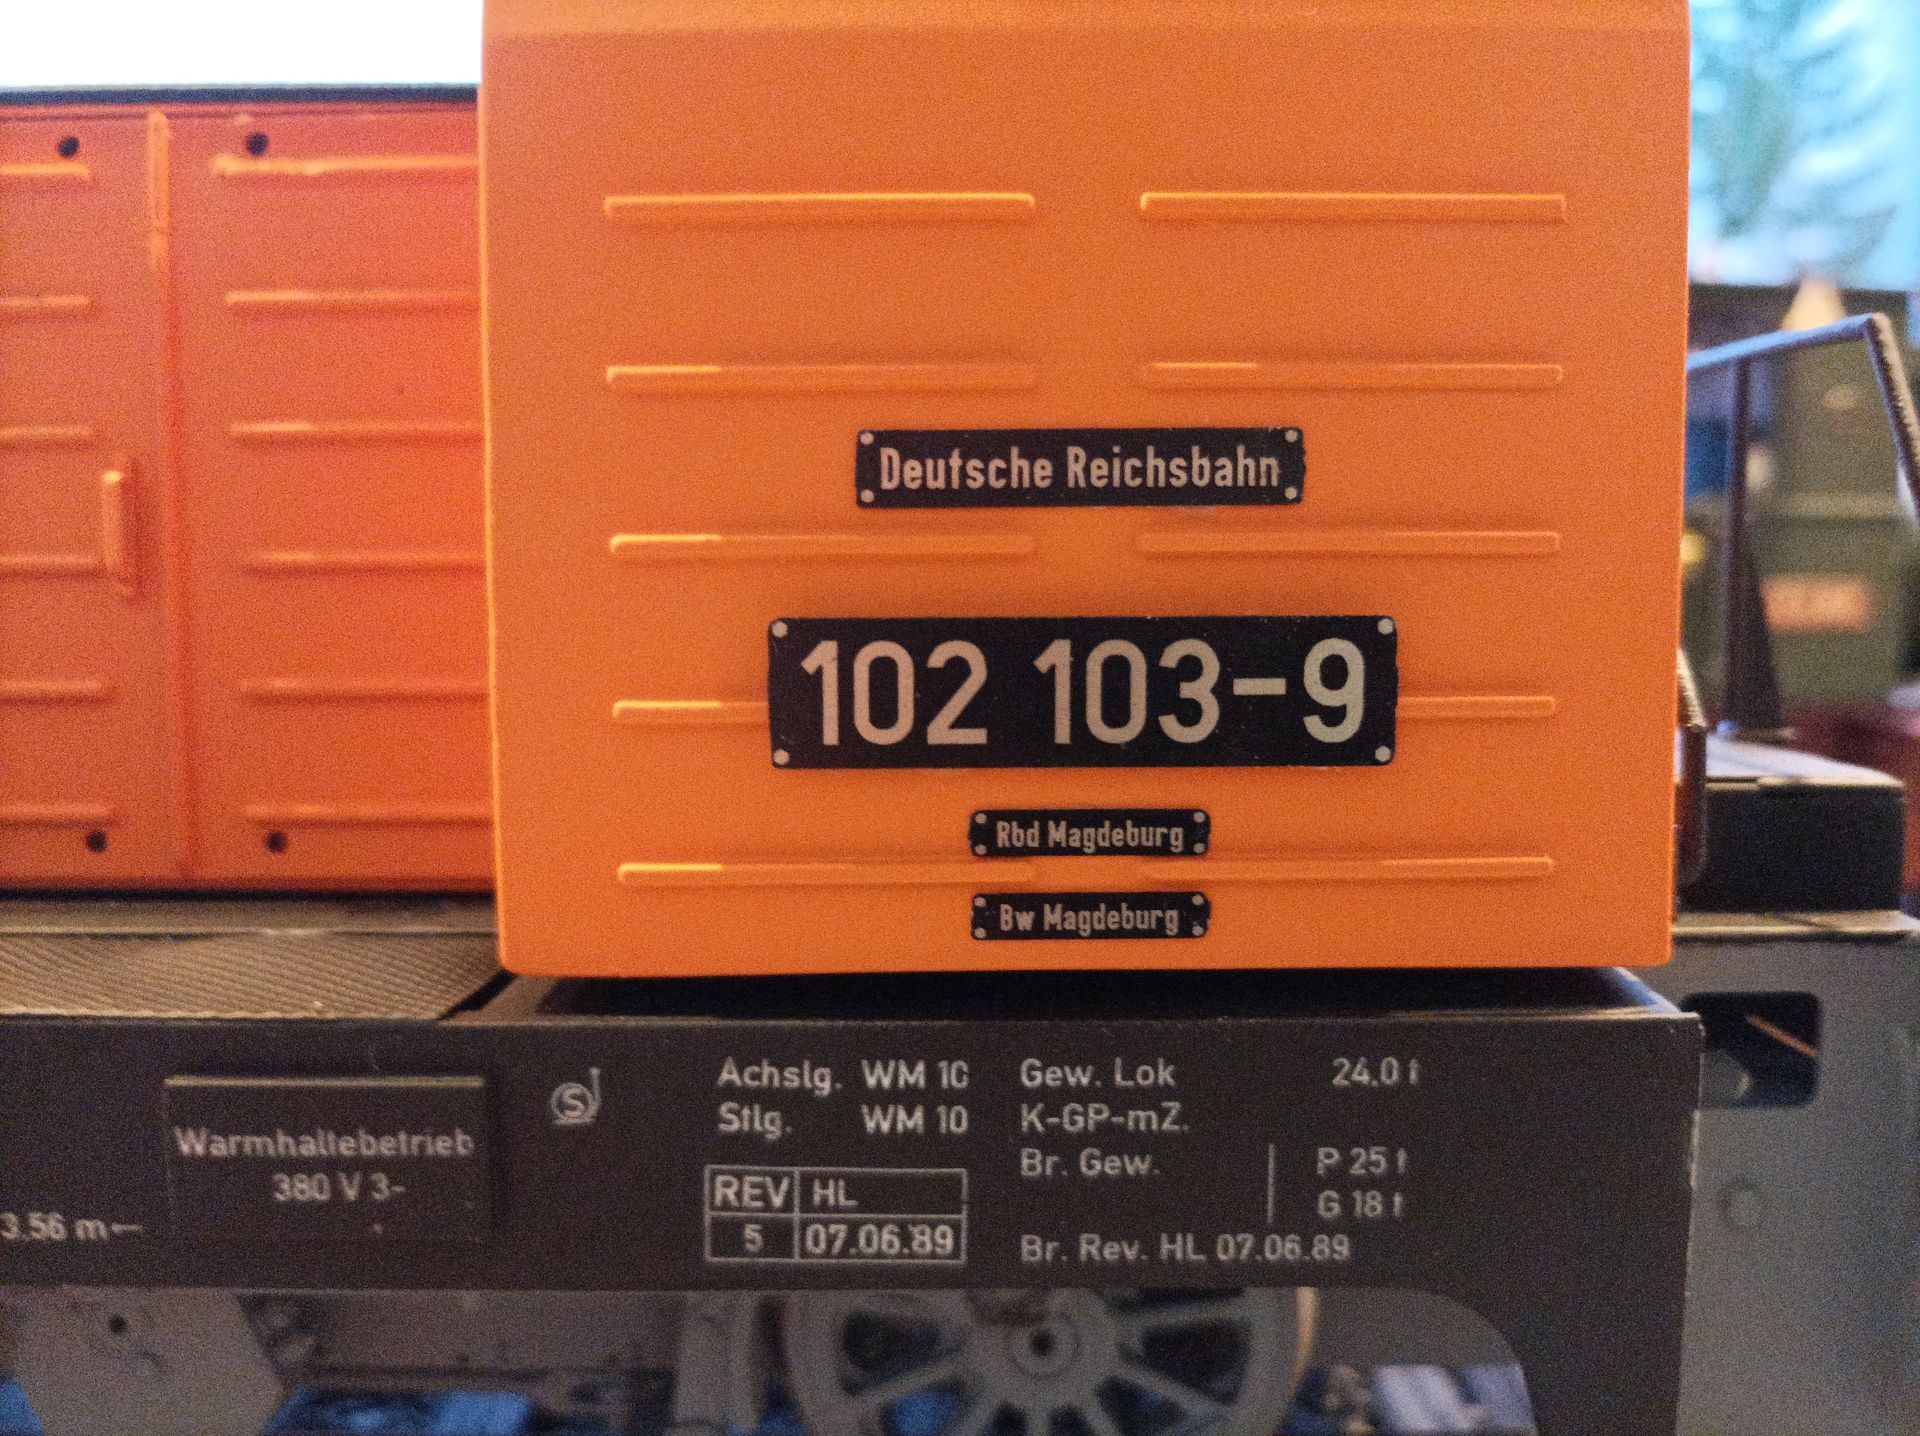 Deutsche Reichsbahn
102 103-9
Rbd Magdeburg
Bw Magdeburg
Warmhaltebetrieb
380 V 3~
3.56 m
S
Achslg. WM 10
Stlg. WM 10
REV HL
5 07.06.89
Gew. Lok 24.0 t
K-GP-mZ.
Br. Gew. P 25 t
G 18 t
Br. Rev. HL 07.06.89